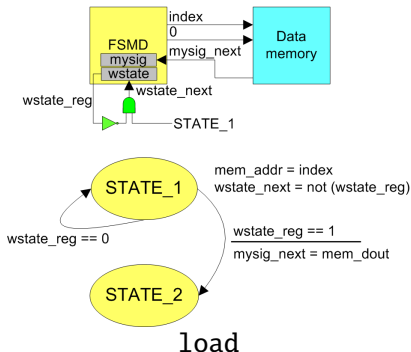 index
0
FSMD
Data
memory
mysig_next
mysig
wstate
wstate_reg
wstate_next
STATE_1
mem_addr = index
STATE_1
wstate_next = not (wstate_reg)
wstate_reg == 0
wstate_reg == 1
mysig_next = mem_dout
STATE_2
load